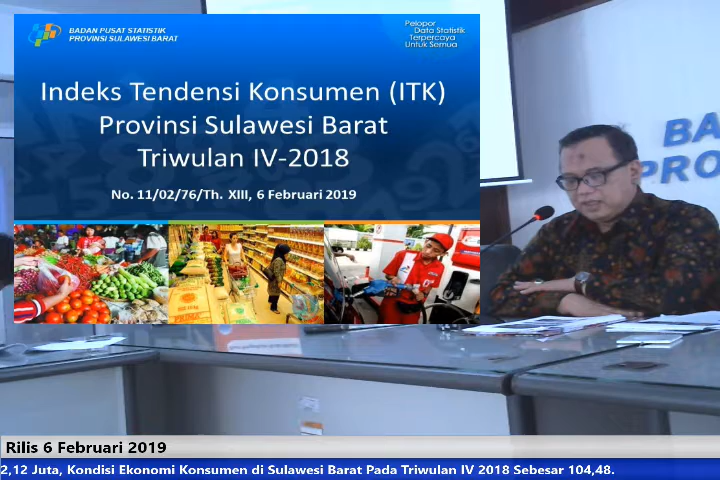 BADAN PUSAT STATISTIK
PROVINSI SULAWESI BARAT
Pelopor
Data Statistik
Terpercaya
Untuk Semua
Indeks Tendensi Konsumen (ITK)
Provinsi Sulawesi Barat
Triwulan IV-2018
No. 11/02/76/Th. XIII, 6 Februari 2019
BA
PRO
Rilis 6 Februari 2019
2,12 Juta, Kondisi Ekonomi Konsumen di Sulawesi Barat Pada Triwulan IV 2018 Sebesar 104,48.